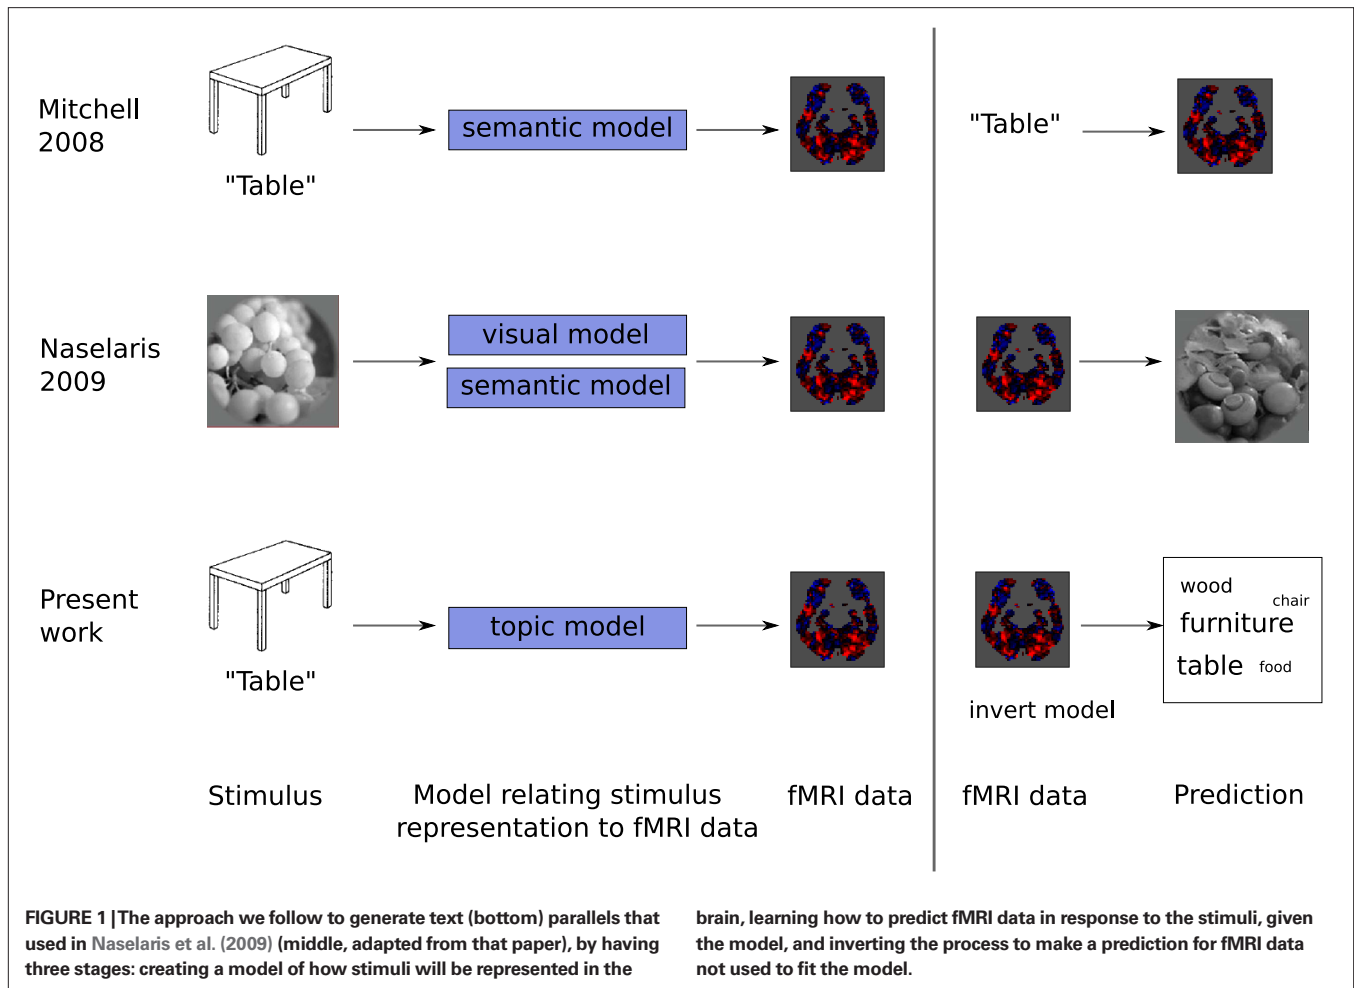 Mitchell
2008
"Table"
semantic model
"Table"
Naselaris
2009
visual model
semantic model
Present
work
"Table"
topic model
invert model
wood
chair
furniture
table
food
Stimulus
Model relating stimulus
representation to fMRI data
fMRI data
fMRI data
Prediction
FIGURE 1 | The approach we follow to generate text (bottom) parallels that
used in Naselaris et al. (2009) (middle, adapted from that paper), by having
three stages: creating a model of how stimuli will be represented in the
brain, learning how to predict fMRI data in response to the stimuli, given
the model, and inverting the process to make a prediction for fMRI data
not used to fit the model.